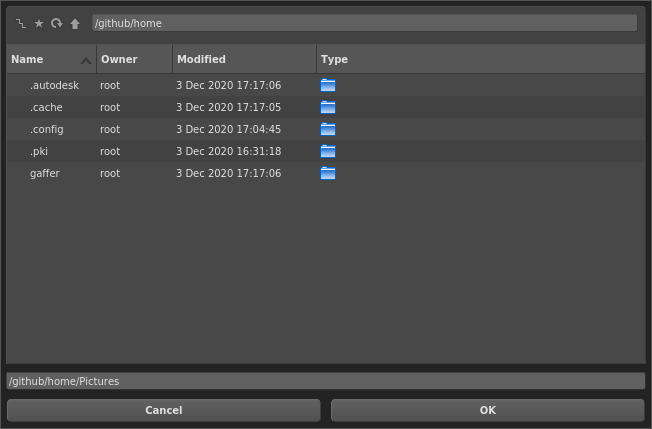 /github/home
Name Owner Modified Type
.autodesk root 3 Dec 2020 17:17:06
.cache root 3 Dec 2020 17:17:05
.config root 3 Dec 2020 17:04:45
.pki root 3 Dec 2020 16:31:18
gaffer root 3 Dec 2020 17:17:06
/github/home/Pictures
Cancel OK